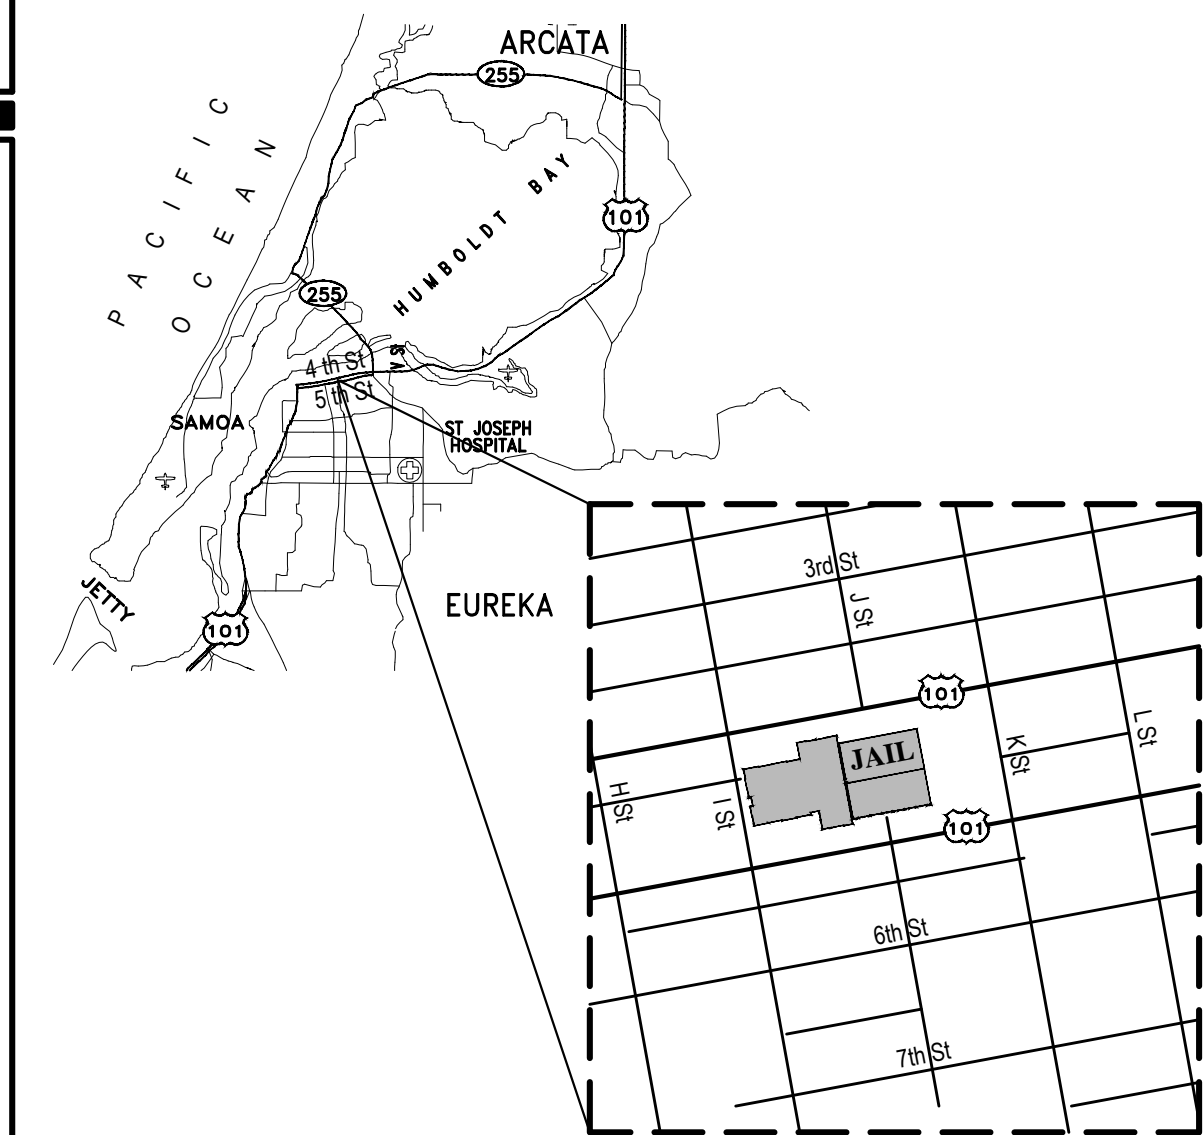 ARCATA
255
PACIFIC
OCEAN
HUMBOLDT BAY
101
255
V St
4 th St
5 th St
SAMOA
ST JOSEPH
HOSPITAL
JETTY
101
EUREKA
3rd St
J St
101
L St
K St
JAIL
H St
I St
101
6th St
7th St